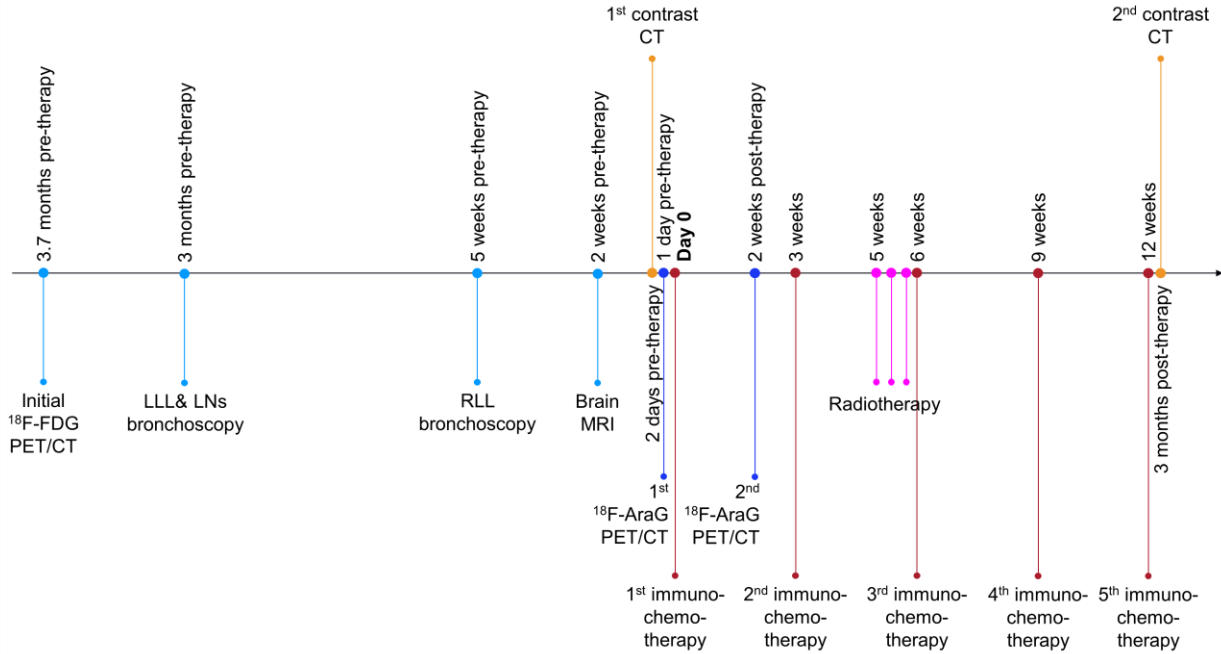 1st contrast
CT
2nd contrast
CT
3.7 months pre-therapy
3 months pre-therapy
5 weeks pre-therapy
2 weeks pre-therapy
1 day pre-therapy
Day 0
2 weeks post-therapy
3 weeks
5 weeks
6 weeks
9 weeks
12 weeks
2 days pre-therapy
3 months post-therapy
Initial
18F-FDG
PET/CT
LLL& LNs
bronchoscopy
RLL
bronchoscopy
Brain
MRI
Radiotherapy
1st
18F-AraG
PET/CT
2nd
18F-AraG
PET/CT
1st immuno-
chemo-
therapy
2nd immuno-
chemo-
therapy
3rd immuno-
chemo-
therapy
4th immuno-
chemo-
therapy
5th immuno-
chemo-
therapy